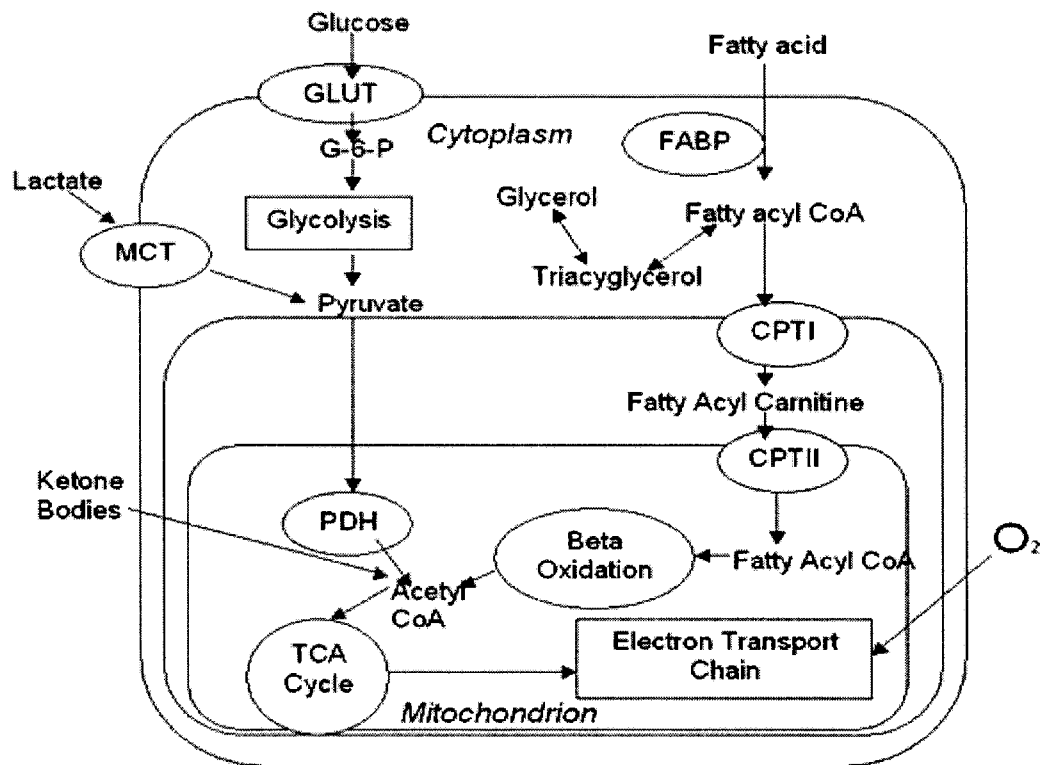 Glucose
Fatty acid
GLUT
Cytoplasm
G-6-P
FABP
Lactate
Glycerol
Fatty acyl CoA
Glycolysis
MCT
Triacyglycerol
Pyruvate
CPTI
Fatty Acyl Carnitine
CPTII
Ketone
Bodies
PDH
Beta
Oxidation
Fatty Acyl CoA
O2
Acetyl
CoA
TCA
Cycle
Electron Transport
Chain
Mitochondrion